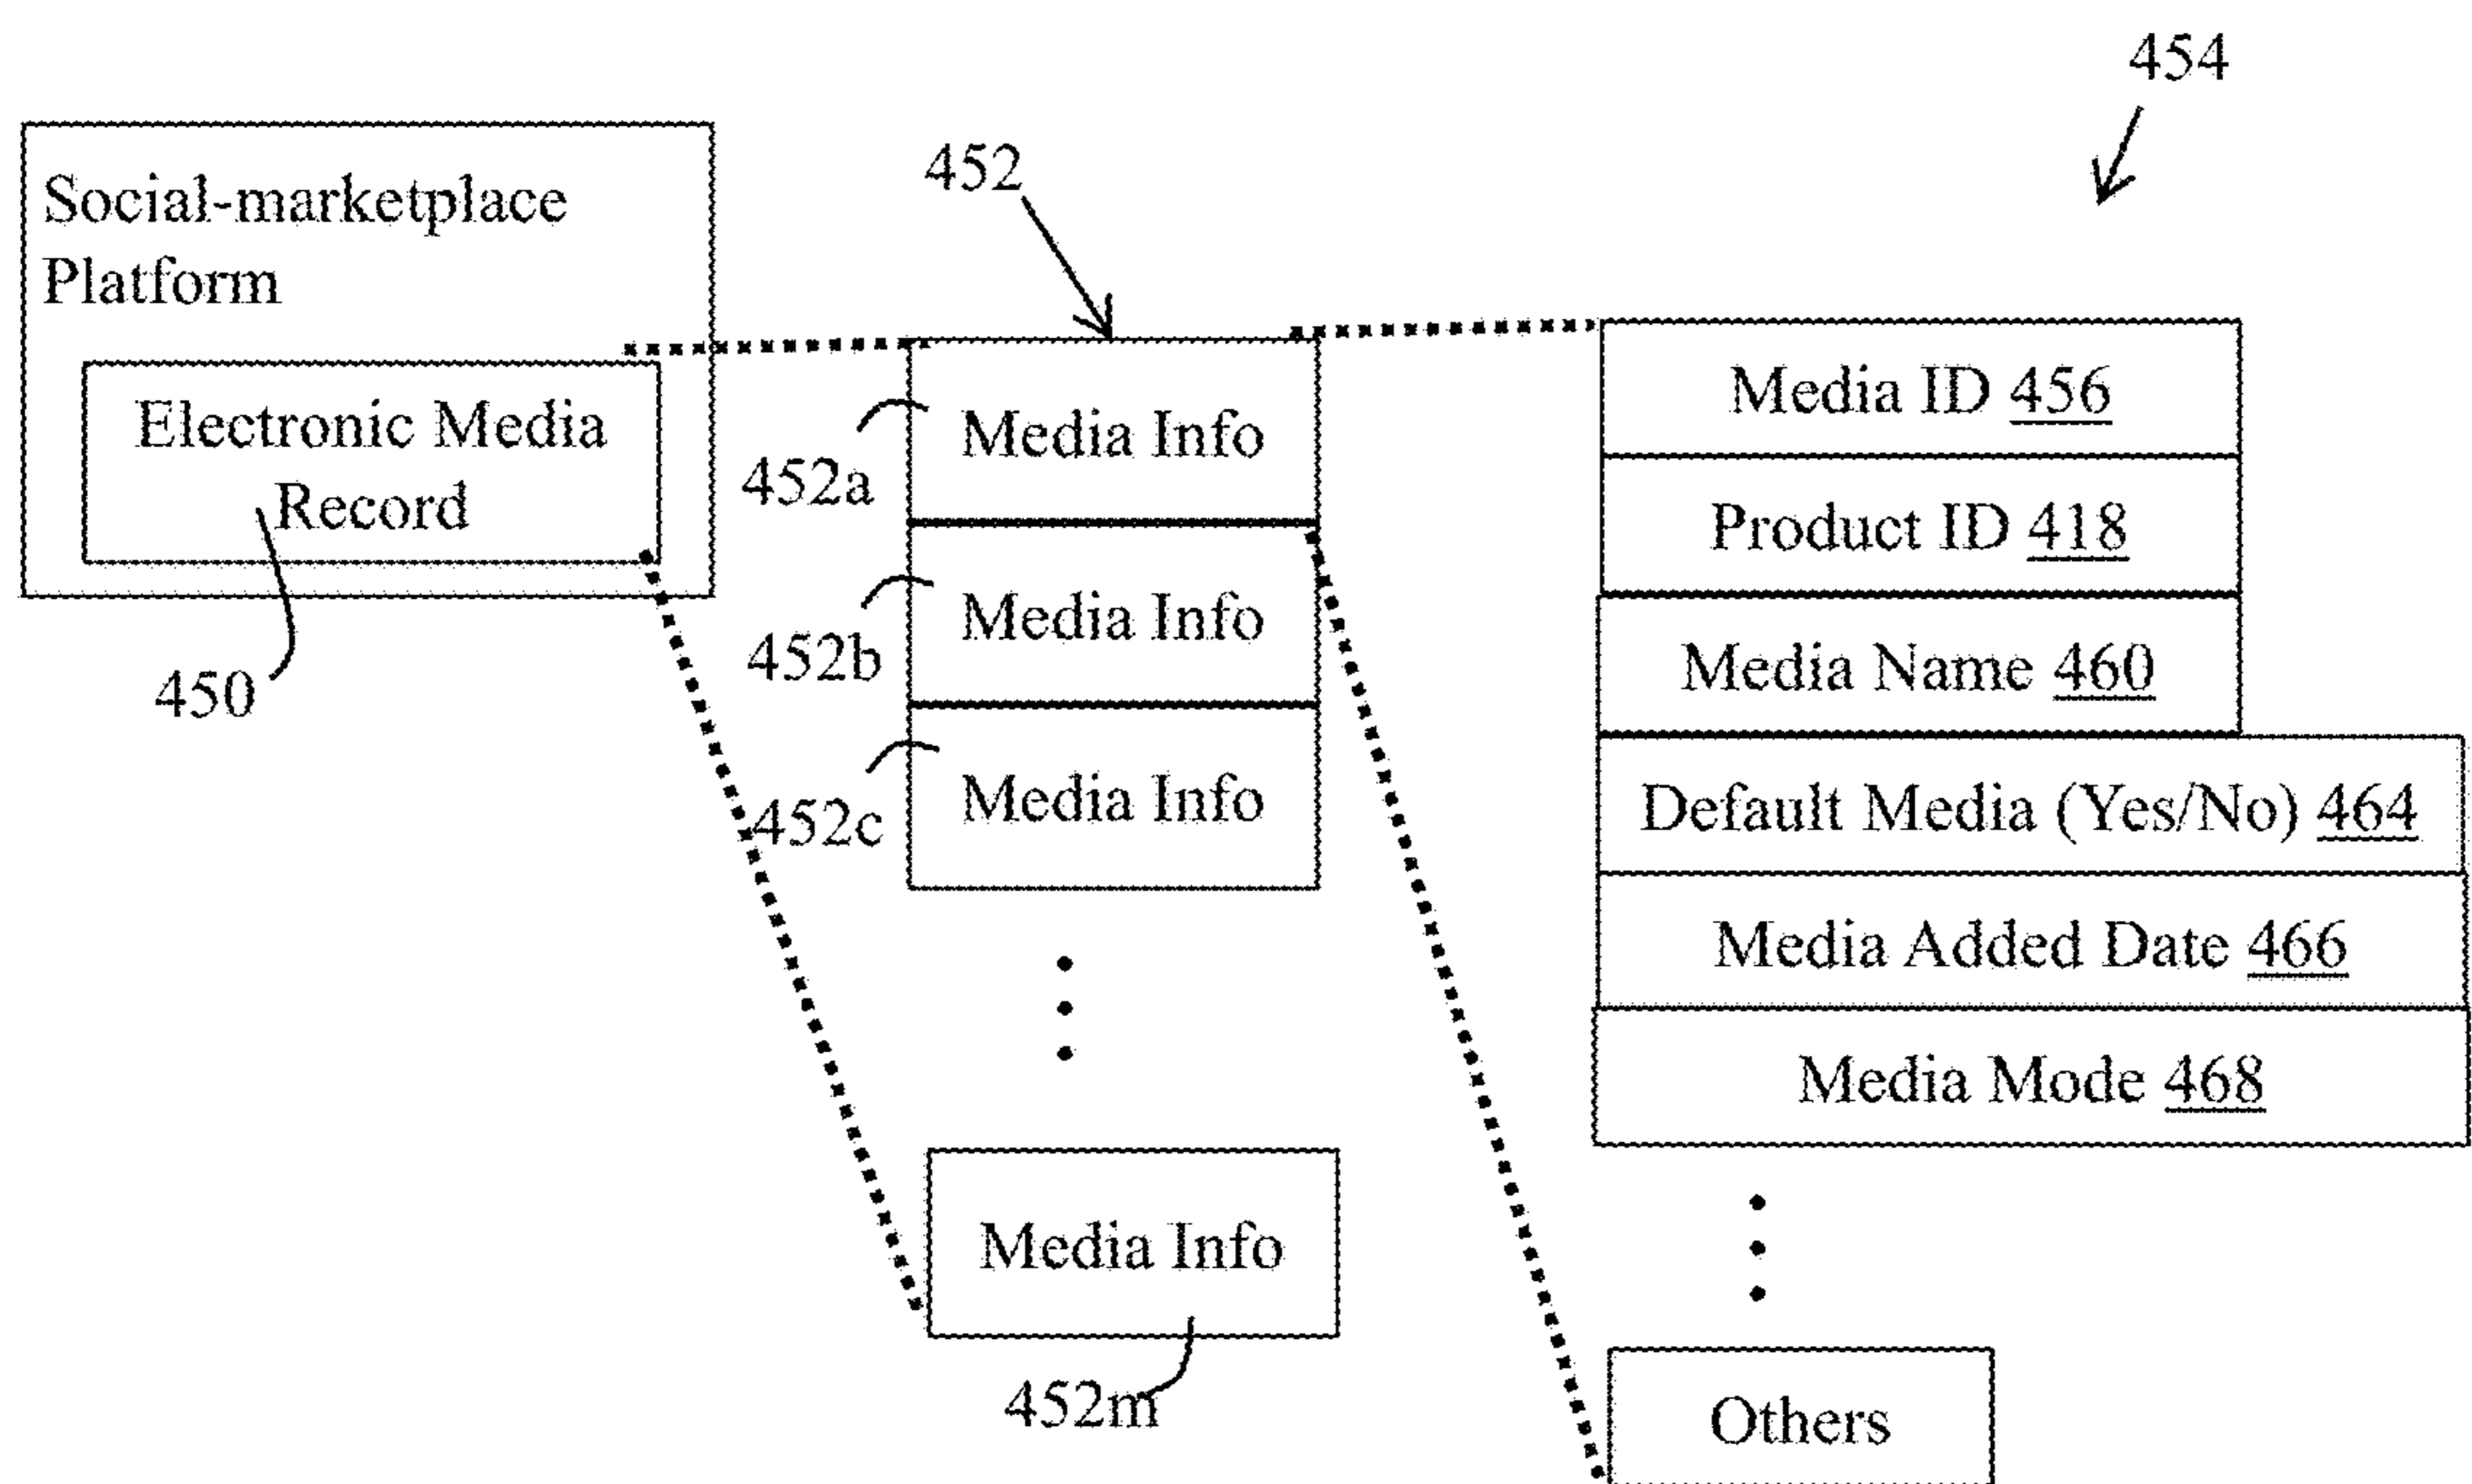 454
452
Social-marketplace
Platform
Electronic Media
Record
450
452a
Media Info
452b
Media Info
452c
Media Info
Media Info
452m
Media ID 456
Product ID 418
Media Name 460
Default Media (Yes/No) 464
Media Added Date 466
Media Mode 468
Others